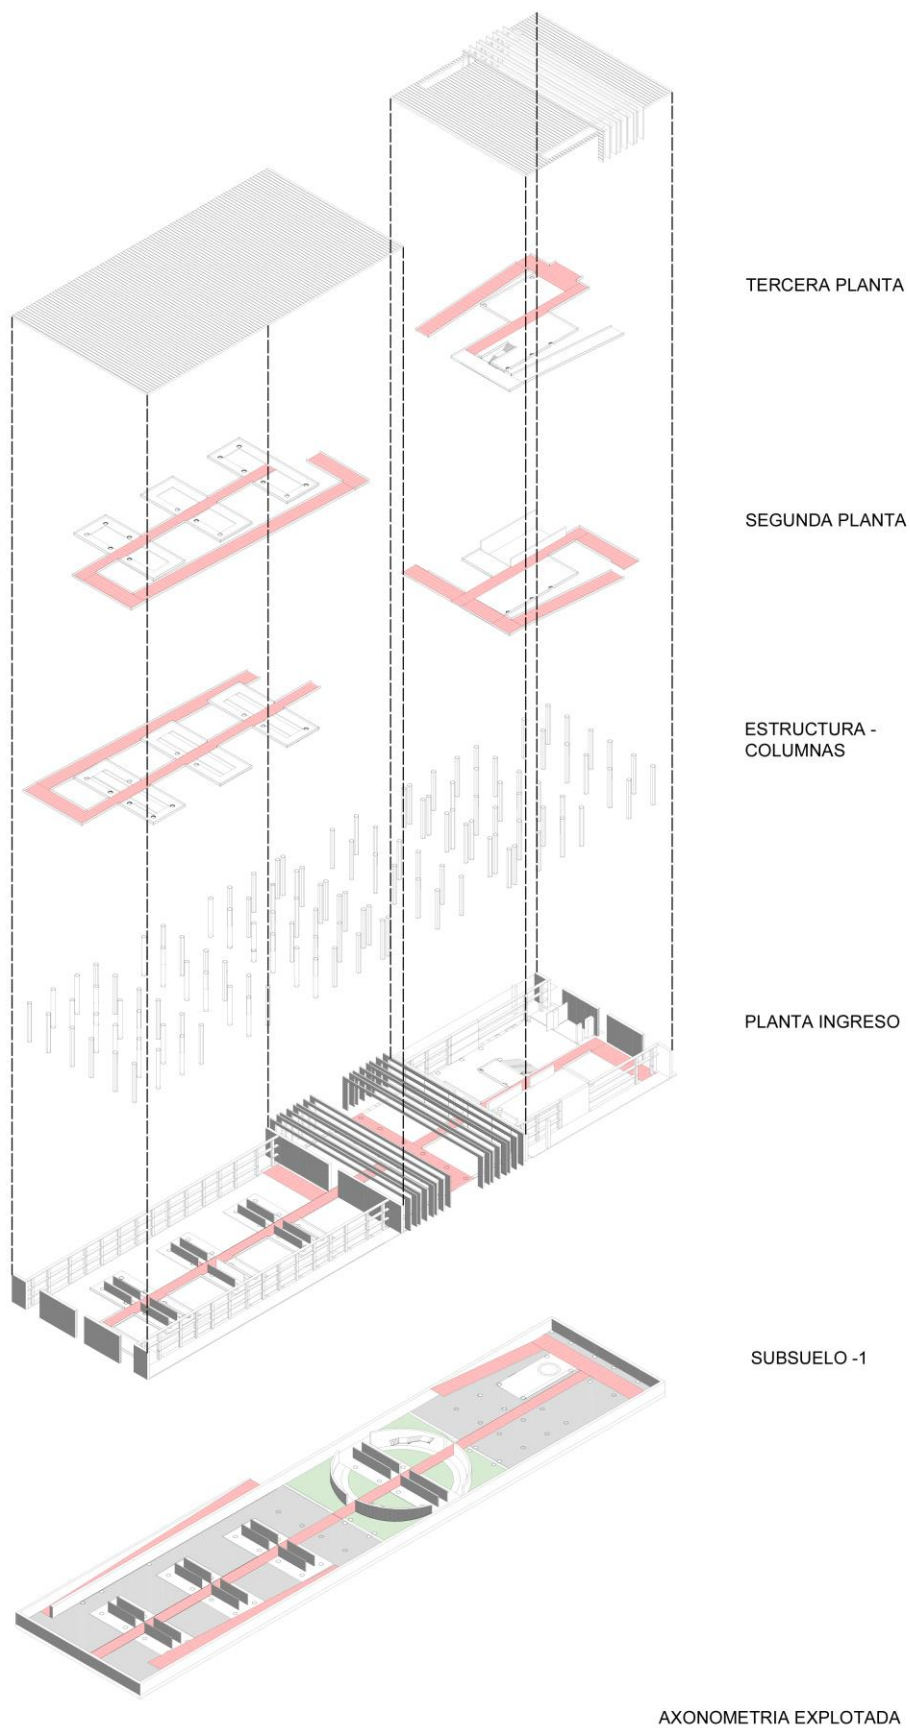 TERCERA PLANTA
SEGUNDA PLANTA
ESTRUCTURA -
COLUMNAS
PLANTA INGRESO
SUBSUELO -1
AXONOMETRIA EXPLOTADA